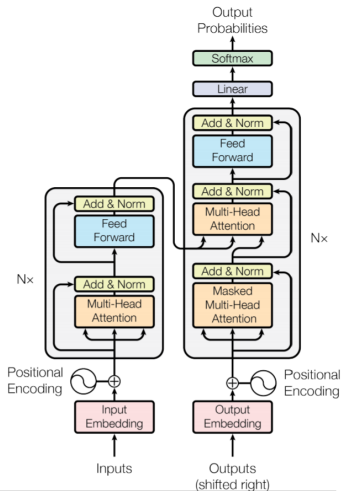 Output
Probabilities
Softmax
Linear
Add & Norm
Feed
Forward
Add & Norm
Multi-Head
Attention
Add & Norm
Masked
Multi-Head
Attention
N×
Add & Norm
Feed
Forward
Add & Norm
Multi-Head
Attention
N×
Positional
Encoding
Input
Embedding
Inputs
Positional
Encoding
Output
Embedding
Outputs
(shifted right)